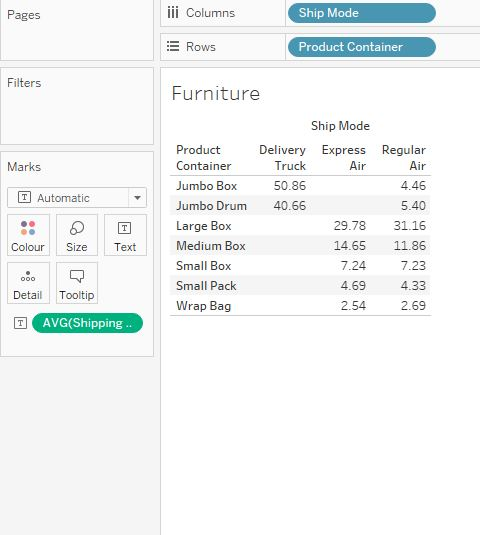 Pages
Columns Ship Mode
Rows Product Container
Filters
Furniture
Ship Mode
Product Container Delivery Truck Express Air Regular Air
Marks
Jumbo Box 50.86 4.46
T Automatic
Jumbo Drum 40.66 5.40
Large Box 29.78 31.16
Colour Size T Text
Medium Box 14.65 11.86
Small Box 7.24 7.23
Detail Tooltip
Small Pack 4.69 4.33
Wrap Bag 2.54 2.69
T AVG(Shipping ..